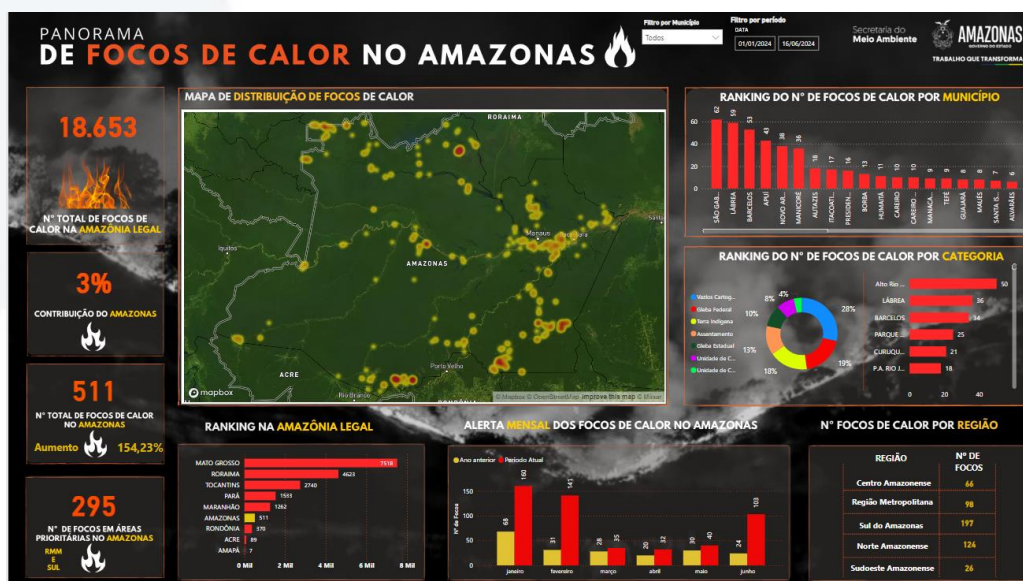 PANORAMA
DE FOCOS DE CALOR NO AMAZONAS
Filtro por Município
Todos
Filtro por período
DATA
01/01/2024 16/06/2024
Secretaria do
Meio Ambiente
AMAZONAS
GOVERNO DO ESTADO
TRABALHO QUE TRANSFORMA
18.653
N° TOTAL DE FOCOS DE
CALOR NA AMAZÔNIA LEGAL
3%
CONTRIBUIÇÃO DO AMAZONAS
511
N° TOTAL DE FOCOS DE CALOR
NO AMAZONAS
Aumento 154,23%
295
N° DE FOCOS EM ÁREAS
PRIORITÁRIAS NO AMAZONAS
RMM
E
SUL
MAPA DE DISTRIBUIÇÃO DE FOCOS DE CALOR
RORAIMA
Iquitos
AMAZONAS
Manaus
ACRE
Porto Velho
Rio Branco
mapbox
© Mapbox © OpenStreetMap Improve this map © Maxar
RANKING DO N° DE FOCOS DE CALOR POR MUNICÍPIO
60
40
20
0
62
59
53
43
38
36
18
17
16
13
11
10
10
9
9
8
8
7
6
SÃO GAB...
LÁBREA
BARCELOS
APUÍ
NOVO AR...
MANICORÉ
AUTAZES
ITACOATI...
PRESIDEN...
BORBA
HUMAITÁ
CAREIRO
CAREIRO ...
MANACA...
TEFÉ
GUAJARÁ
MAUÉS
SANTA IS...
ALVARÃES
RANKING DO N° DE FOCOS DE CALOR POR CATEGORIA
Vazios Cartog...
Gleba Federal
Terra Indígena
Assentamento
Gleba Estadual
Unidade de C...
Unidade de C...
28%
19%
18%
13%
10%
8%
4%
Alto Rio ... 50
LÁBREA 36
BARCELOS 34
PARQUE ... 25
CURUQU... 21
P.A. RIO J... 18
0 20 40
RANKING NA AMAZÔNIA LEGAL
MATO GROSSO 7518
RORAIMA 4623
TOCANTINS 2740
PARÁ 1533
MARANHÃO 1262
AMAZONAS 511
RONDÔNIA 370
ACRE 89
AMAPÁ 7
0 Mil 2 Mil 4 Mil 6 Mil 8 Mil
ALERTA MENSAL DOS FOCOS DE CALOR NO AMAZONAS
Ano anterior Período Atual
N° de Focos
150
100
50
0
68 160
31 141
28 35
20 32
30 40
24 103
janeiro fevereiro março abril maio junho
N° FOCOS DE CALOR POR REGIÃO
REGIÃO Nº DE
FOCOS
Centro Amazonense 66
Região Metropolitana 98
Sul do Amazonas 197
Norte Amazonense 124
Sudoeste Amazonense 26